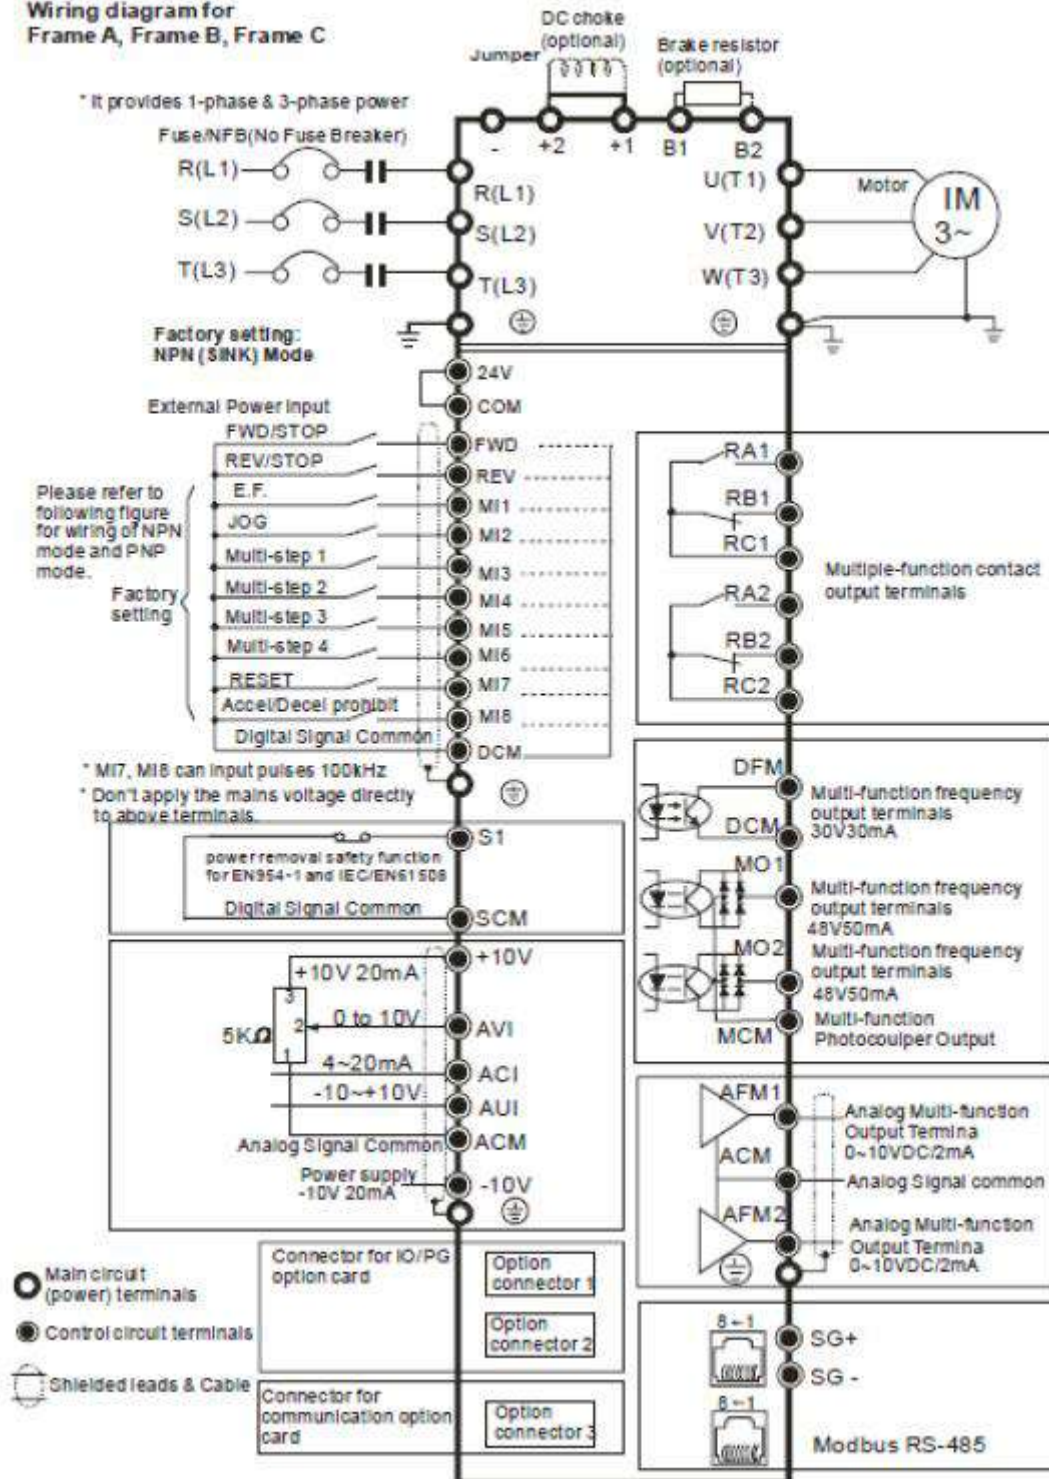 Wiring diagram for
Frame A, Frame B, Frame C
DC choke
(optional)
Jumper
Brake resistor
(optional)
* It provides 1-phase & 3-phase power
Fuse/NFB(No Fuse Breaker)
- +2 +1 B1 B2
R(L1) R(L1) U(T1)
S(L2) S(L2) V(T2)
T(L3) T(L3) W(T3)
Motor
IM
3~
Factory setting:
NPN (SINK) Mode
24V
COM
External Power Input
FWD/STOP FWD
REV/STOP REV
E.F. MI1
JOG MI2
Multi-step 1 MI3
Multi-step 2 MI4
Multi-step 3 MI5
Multi-step 4 MI6
RESET MI7
Accel/Decel prohibit MI8
Digital Signal Common DCM
Please refer to
following figure
for wiring of NPN
mode and PNP
mode.
Factory
setting
* MI7, MI8 can input pulses 100kHz
* Don't apply the mains voltage directly
to above terminals.
S1
power removal safety function
for EN954-1 and IEC/EN61508
Digital Signal Common SCM
+10V
+10V 20mA
3
5KΩ 2 0 to 10V AVI
1
4~20mA ACI
-10~+10V AUI
Analog Signal Common ACM
Power supply
-10V 20mA -10V
Connector for IO/PG
option card
Option
connector 1
Option
connector 2
Connector for
communication option
card
Option
connector 3
Main circuit
(power) terminals
Control circuit terminals
Shielded leads & Cable
RA1
RB1
RC1
RA2
RB2
RC2
Multiple-function contact
output terminals
DFM
DCM
Multi-function frequency
output terminals
30V30mA
MO1
Multi-function frequency
output terminals
48V50mA
MO2
Multi-function frequency
output terminals
48V50mA
MCM
Multi-function
Photocoulper Output
AFM1
Analog Multi-function
Output Termina
0~10VDC/2mA
ACM
Analog Signal common
AFM2
Analog Multi-function
Output Termina
0~10VDC/2mA
8←1
SG+
SG -
8←1
Modbus RS-485